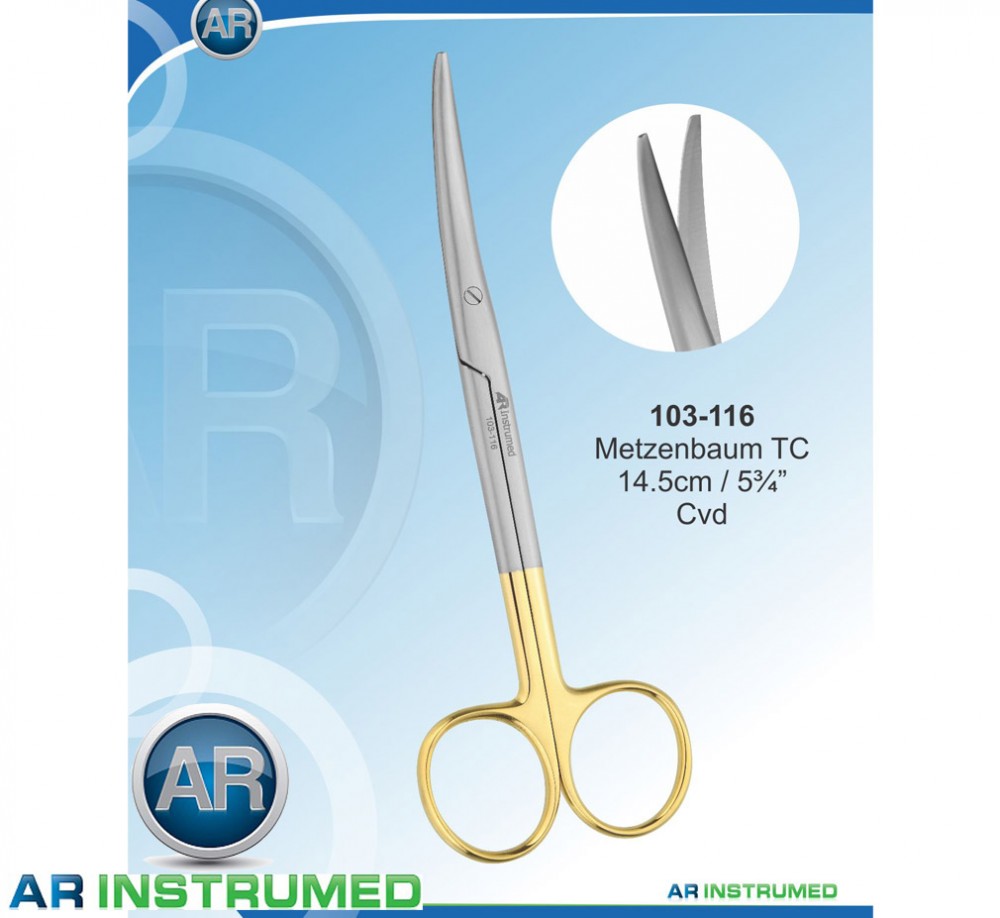 AR
AR
AR Instrumed
103-116
103-116
Metzenbaum TC
14.5cm / 5¾”
Cvd
AR
AR INSTRUMED
AR INSTRUMED